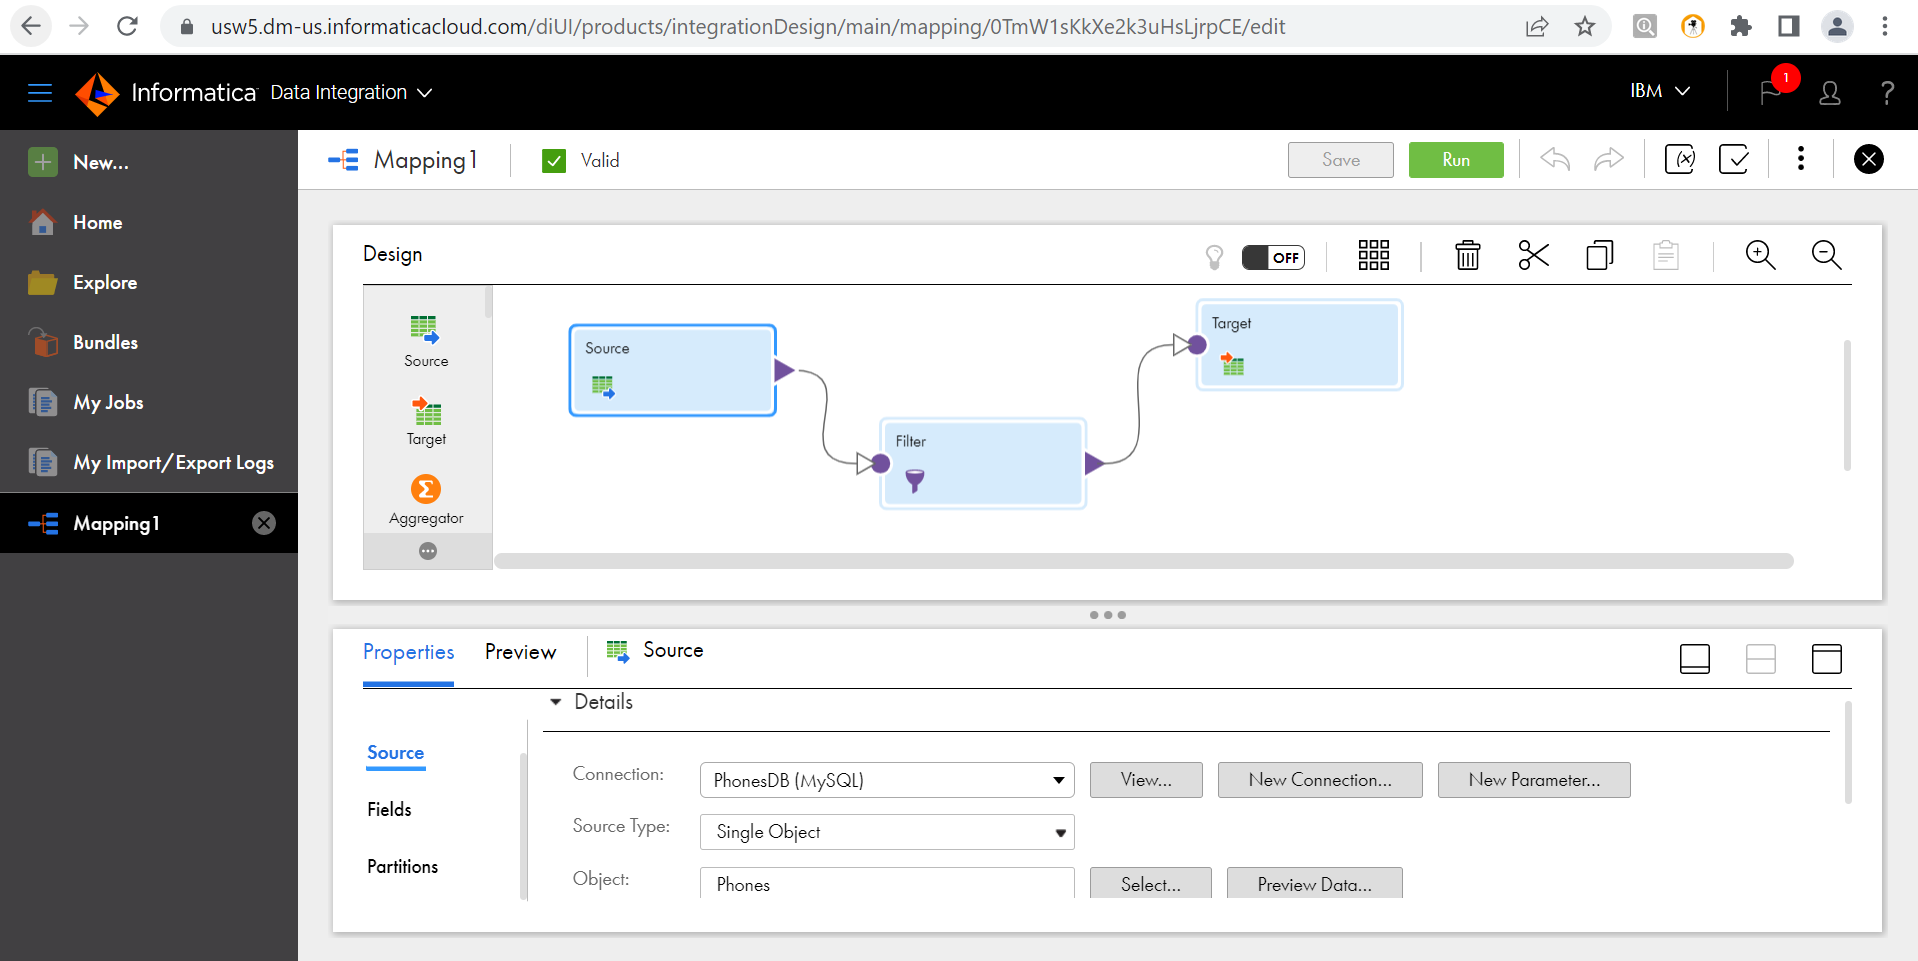 usw5.dm-us.informaticacloud.com/diUI/products/integrationDesign/main/mapping/0TmW1sKkXe2k3uHsLjrpCE/edit
Informatica Data Integration
IBM
1
?
New...
Home
Explore
Bundles
My Jobs
My Import/Export Logs
Mapping1
Mapping1
Valid
Save
Run
(x)
Design
OFF
Source
Target
Σ
Aggregator
Source
Filter
Target
Properties
Preview
Source
Details
Source
Fields
Partitions
Connection:
PhonesDB (MySQL)
View...
New Connection...
New Parameter...
Source Type:
Single Object
Object:
Phones
Select...
Preview Data...